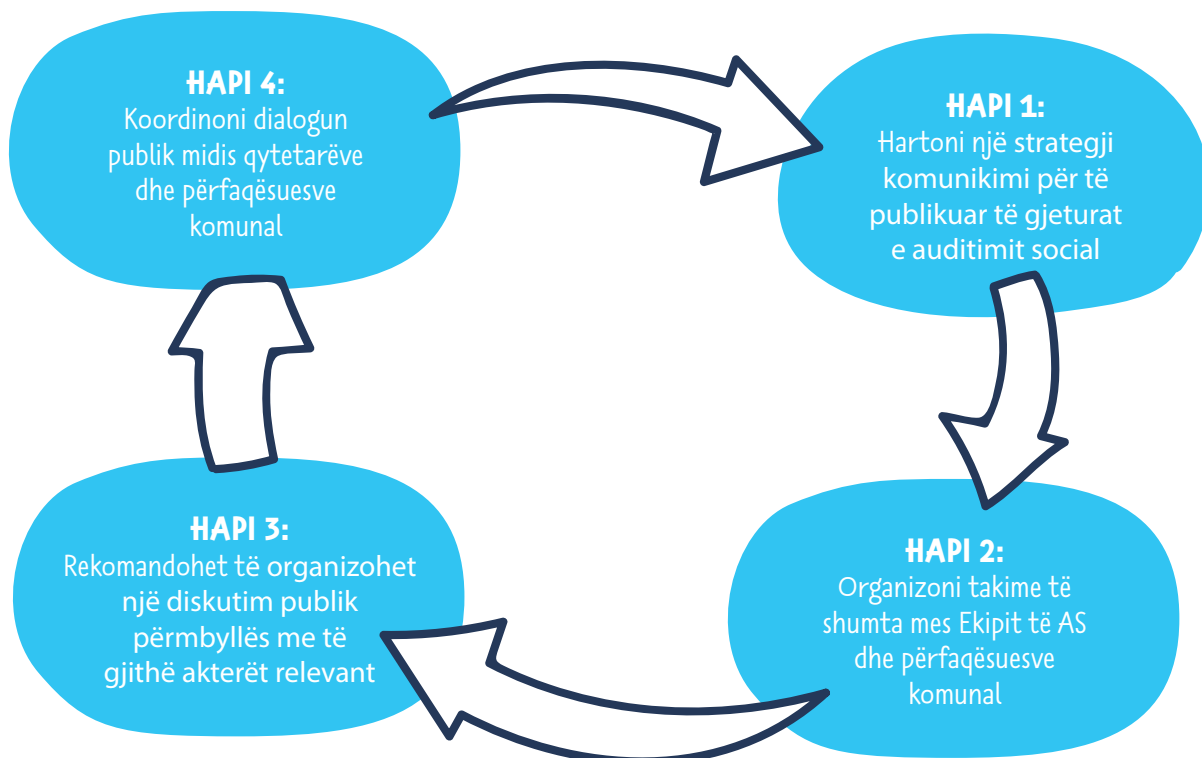 HAPI 1:
Hartoni një strategji
komunikimi për të
publikuar të gjeturat
e auditimit social
HAPI 2:
Organizoni takime të
shumta mes Ekipit të AS
dhe përfaqësuesve
komunal
HAPI 3:
Rekomandohet të organizohet
një diskutim publik
përmbyllës me të
gjithë akterët relevant
HAPI 4:
Koordinoni dialogun
publik midis qytetarëve
dhe përfaqësuesve
komunal